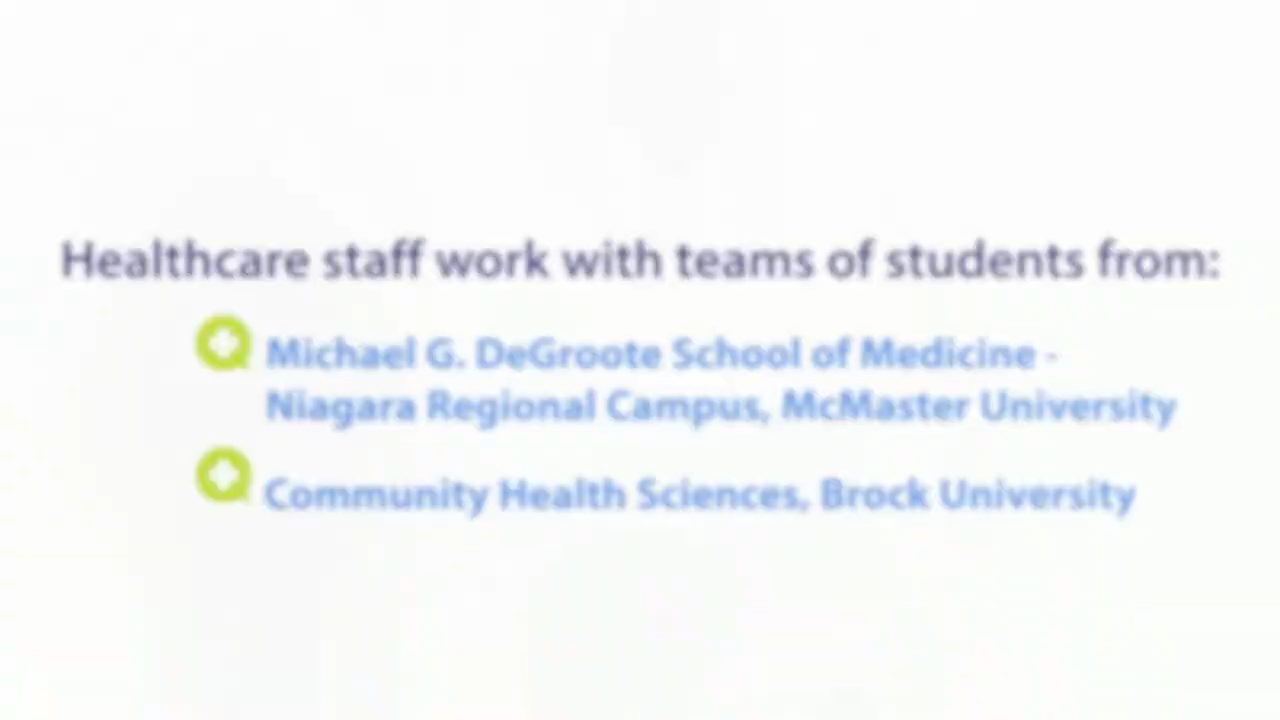 Healthcare staff work with teams of students from:
Michael G. DeGroote School of Medicine -
Niagara Regional Campus, McMaster University
Community Health Sciences, Brock University